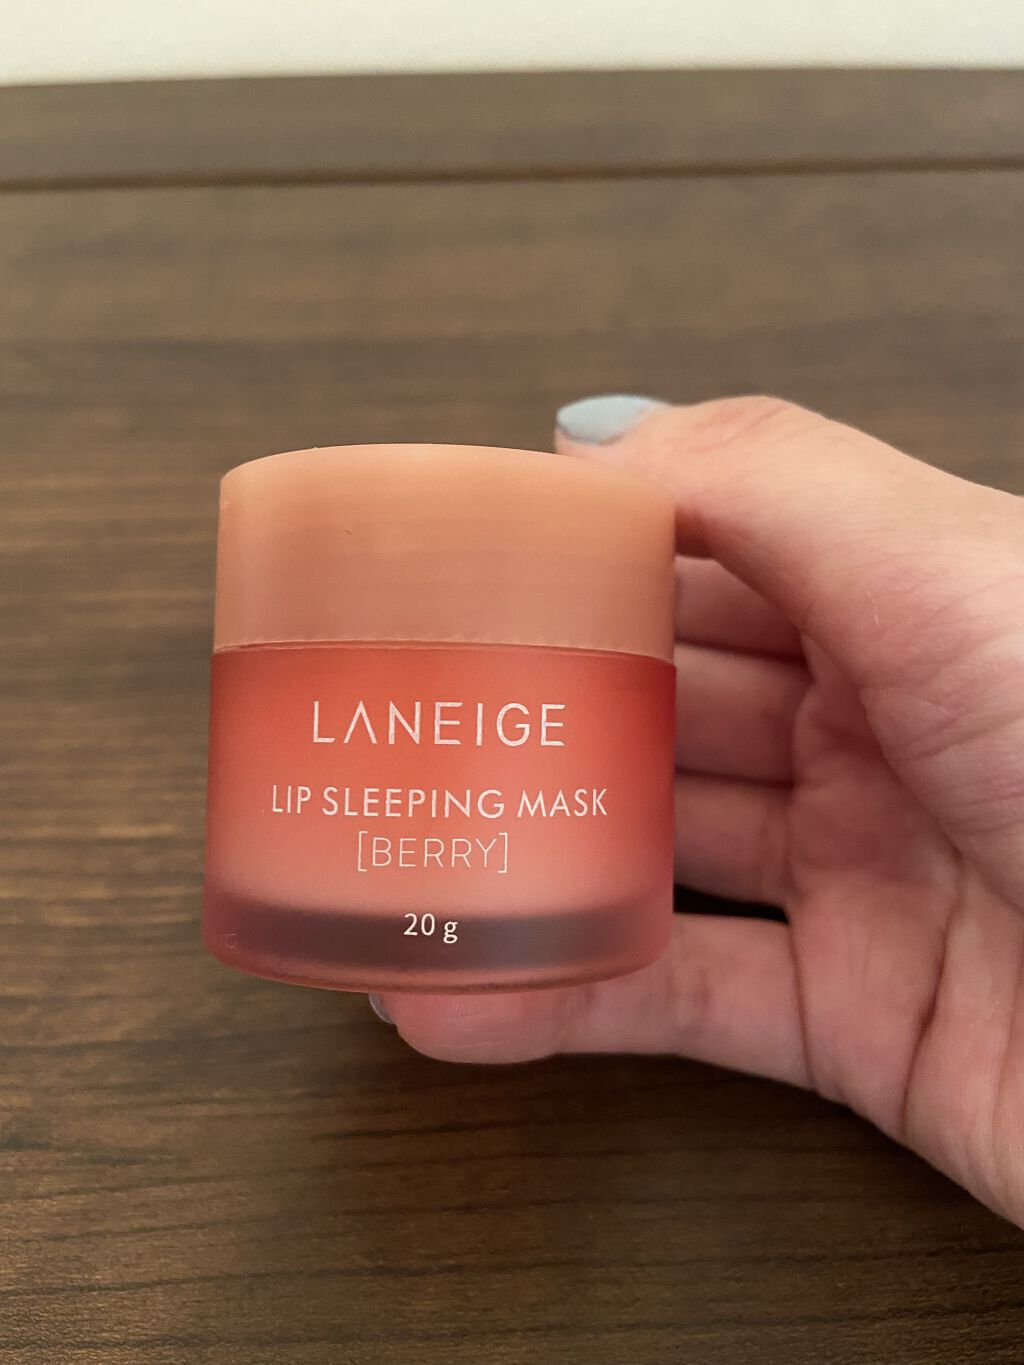 LANEIGE
LIP SLEEPING MASK
[BERRY]
20 g